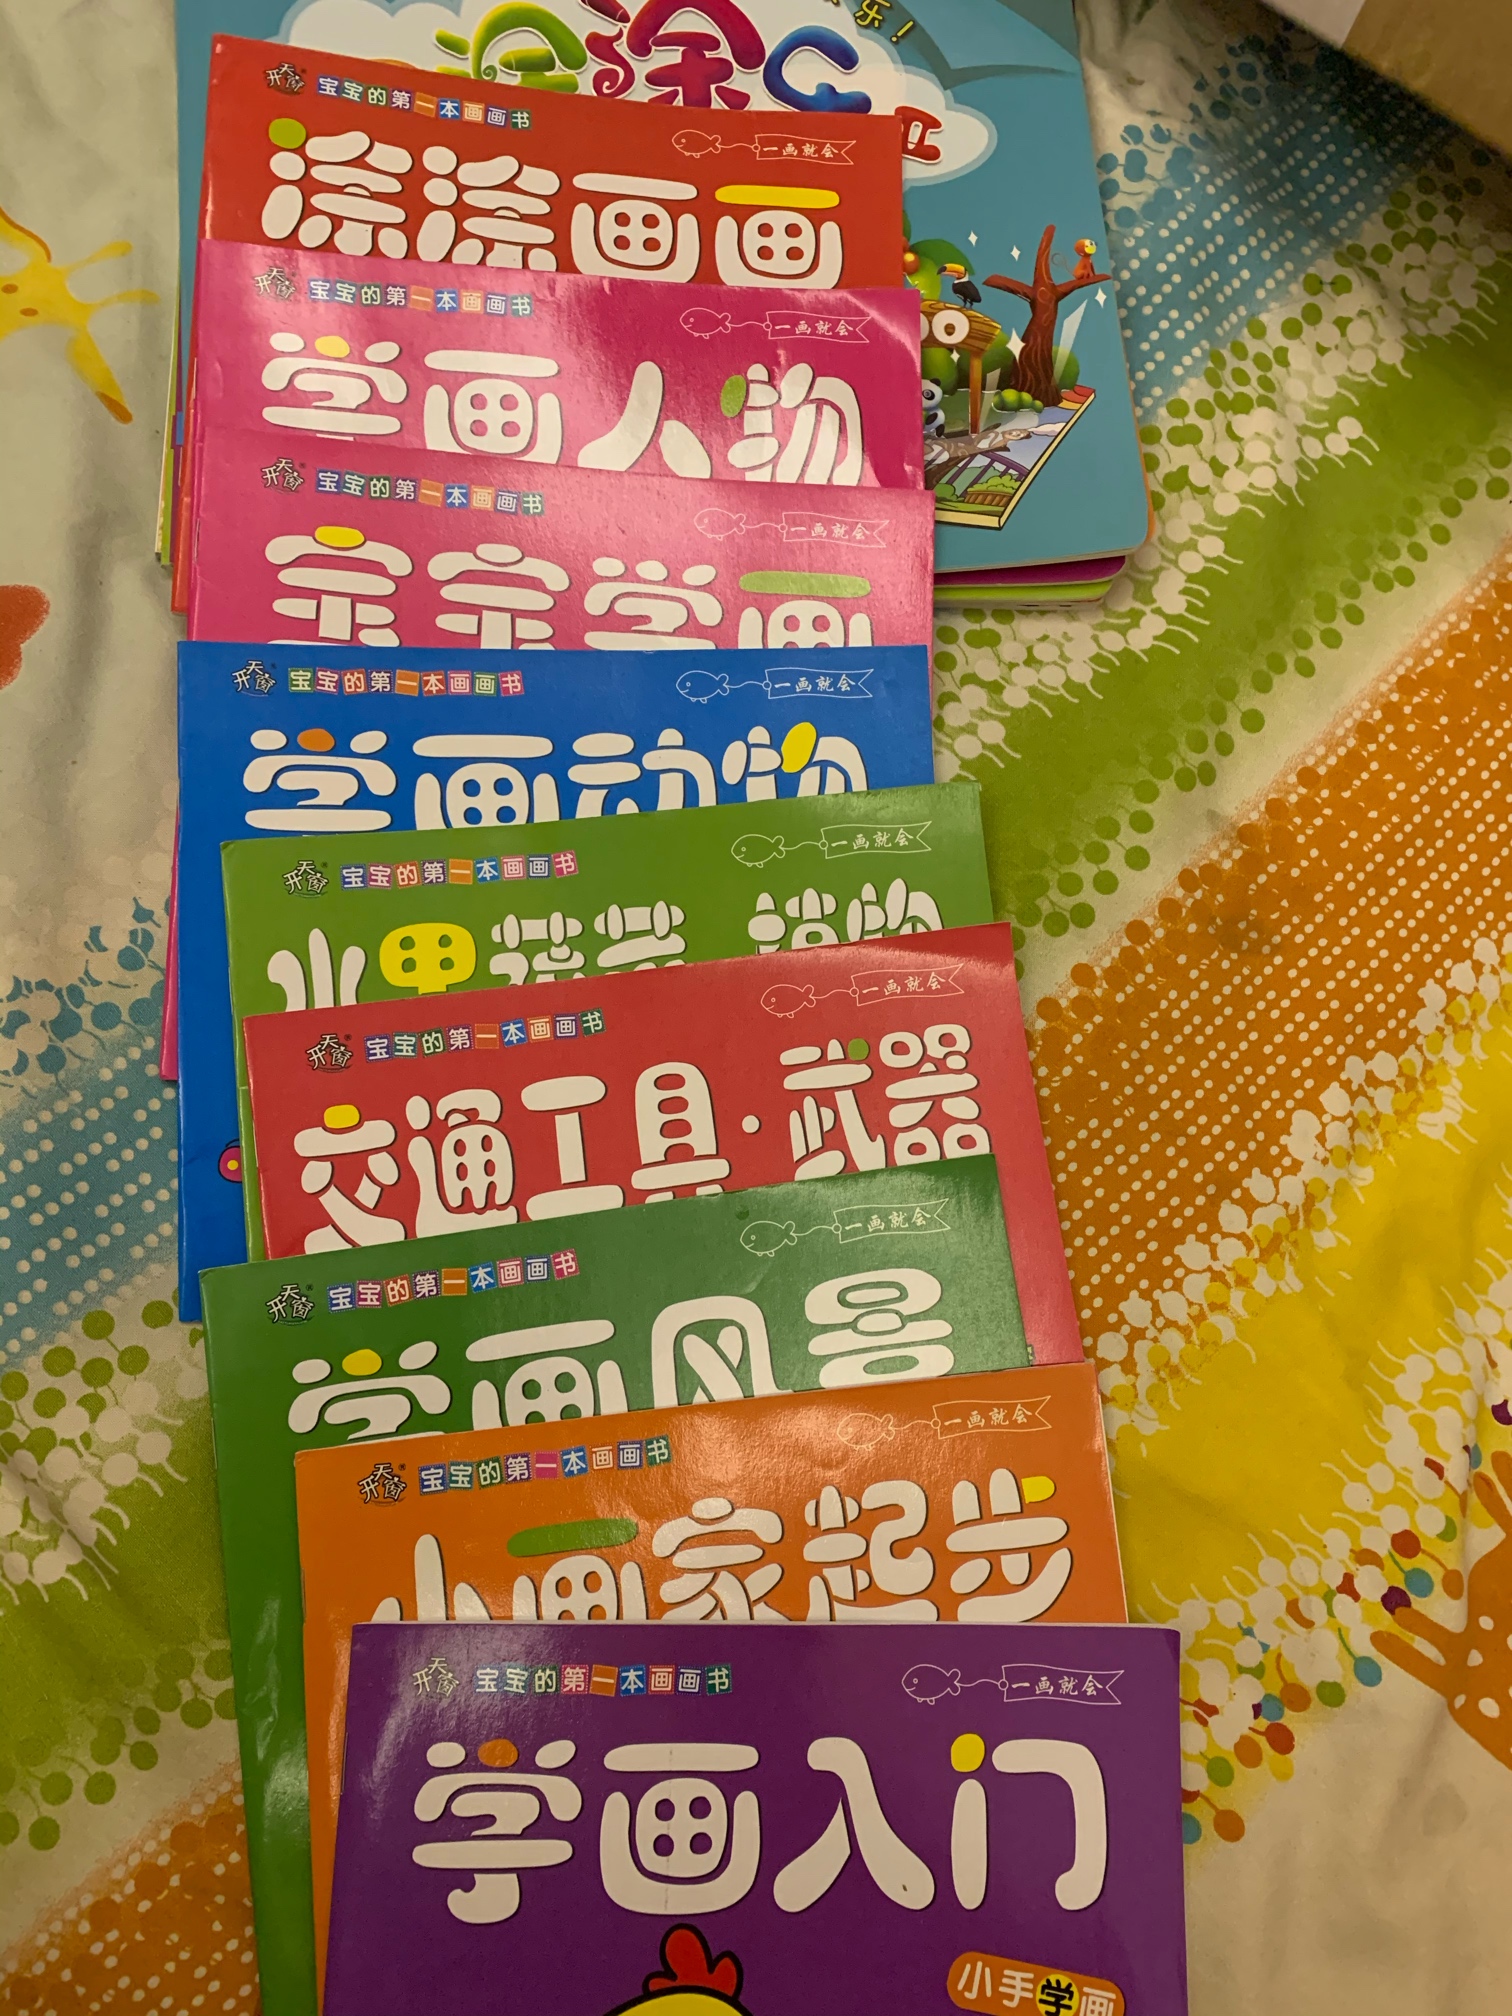 乐!
涂涂
天
开窗
宝宝的第一本画画书
一画就会
涂涂画画
天
开窗
宝宝的第一本画画书
一画就会
学画人物
天
开窗
宝宝的第一本画画书
一画就会
宝宝学画
天
开窗
宝宝的第一本画画书
一画就会
学画动物
天
开窗
宝宝的第一本画画书
一画就会
水果蔬菜·植物
天
开窗
宝宝的第一本画画书
一画就会
交通工具·武器
天
开窗
宝宝的第一本画画书
一画就会
学画风景
天
开窗
宝宝的第一本画画书
一画就会
小画家起步
天
开窗
宝宝的第一本画画书
一画就会
学画入门
小手学画